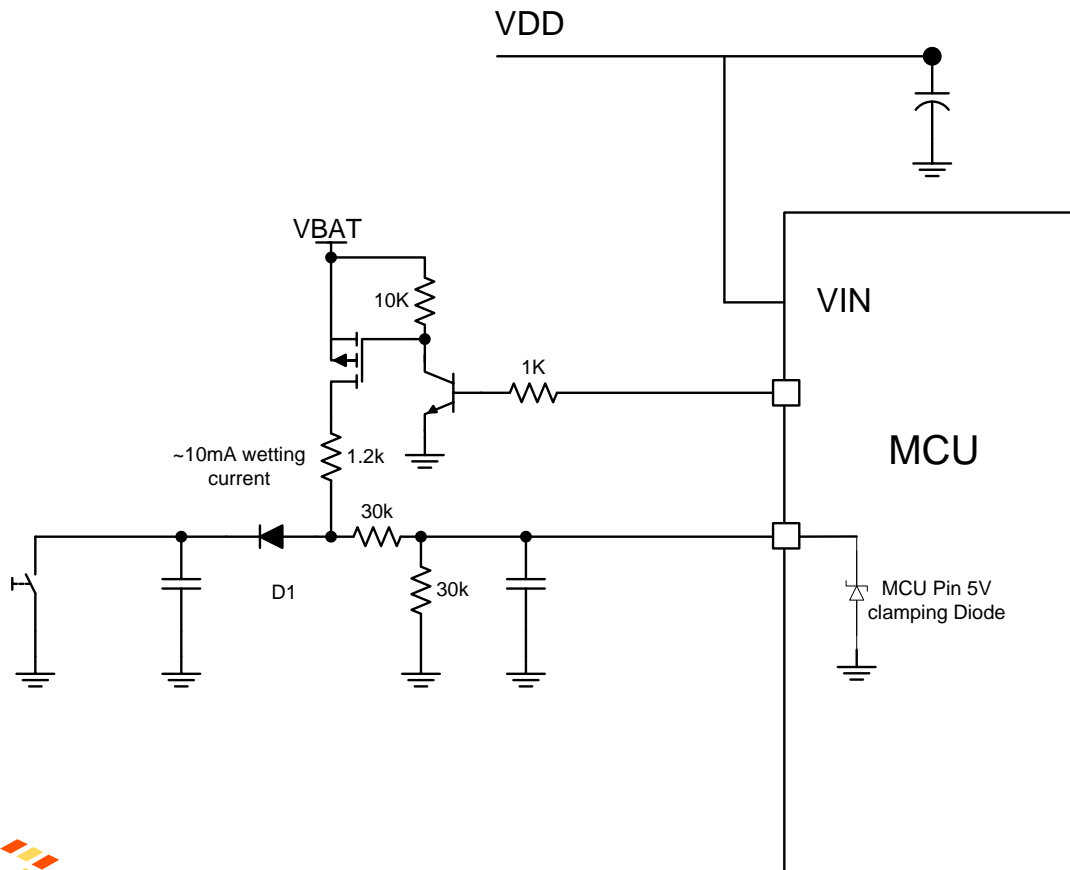 VDD
VBAT
10K
VIN
1K
MCU
~10mA wetting
current
1.2k
30k
D1
30k
MCU Pin 5V
clamping Diode